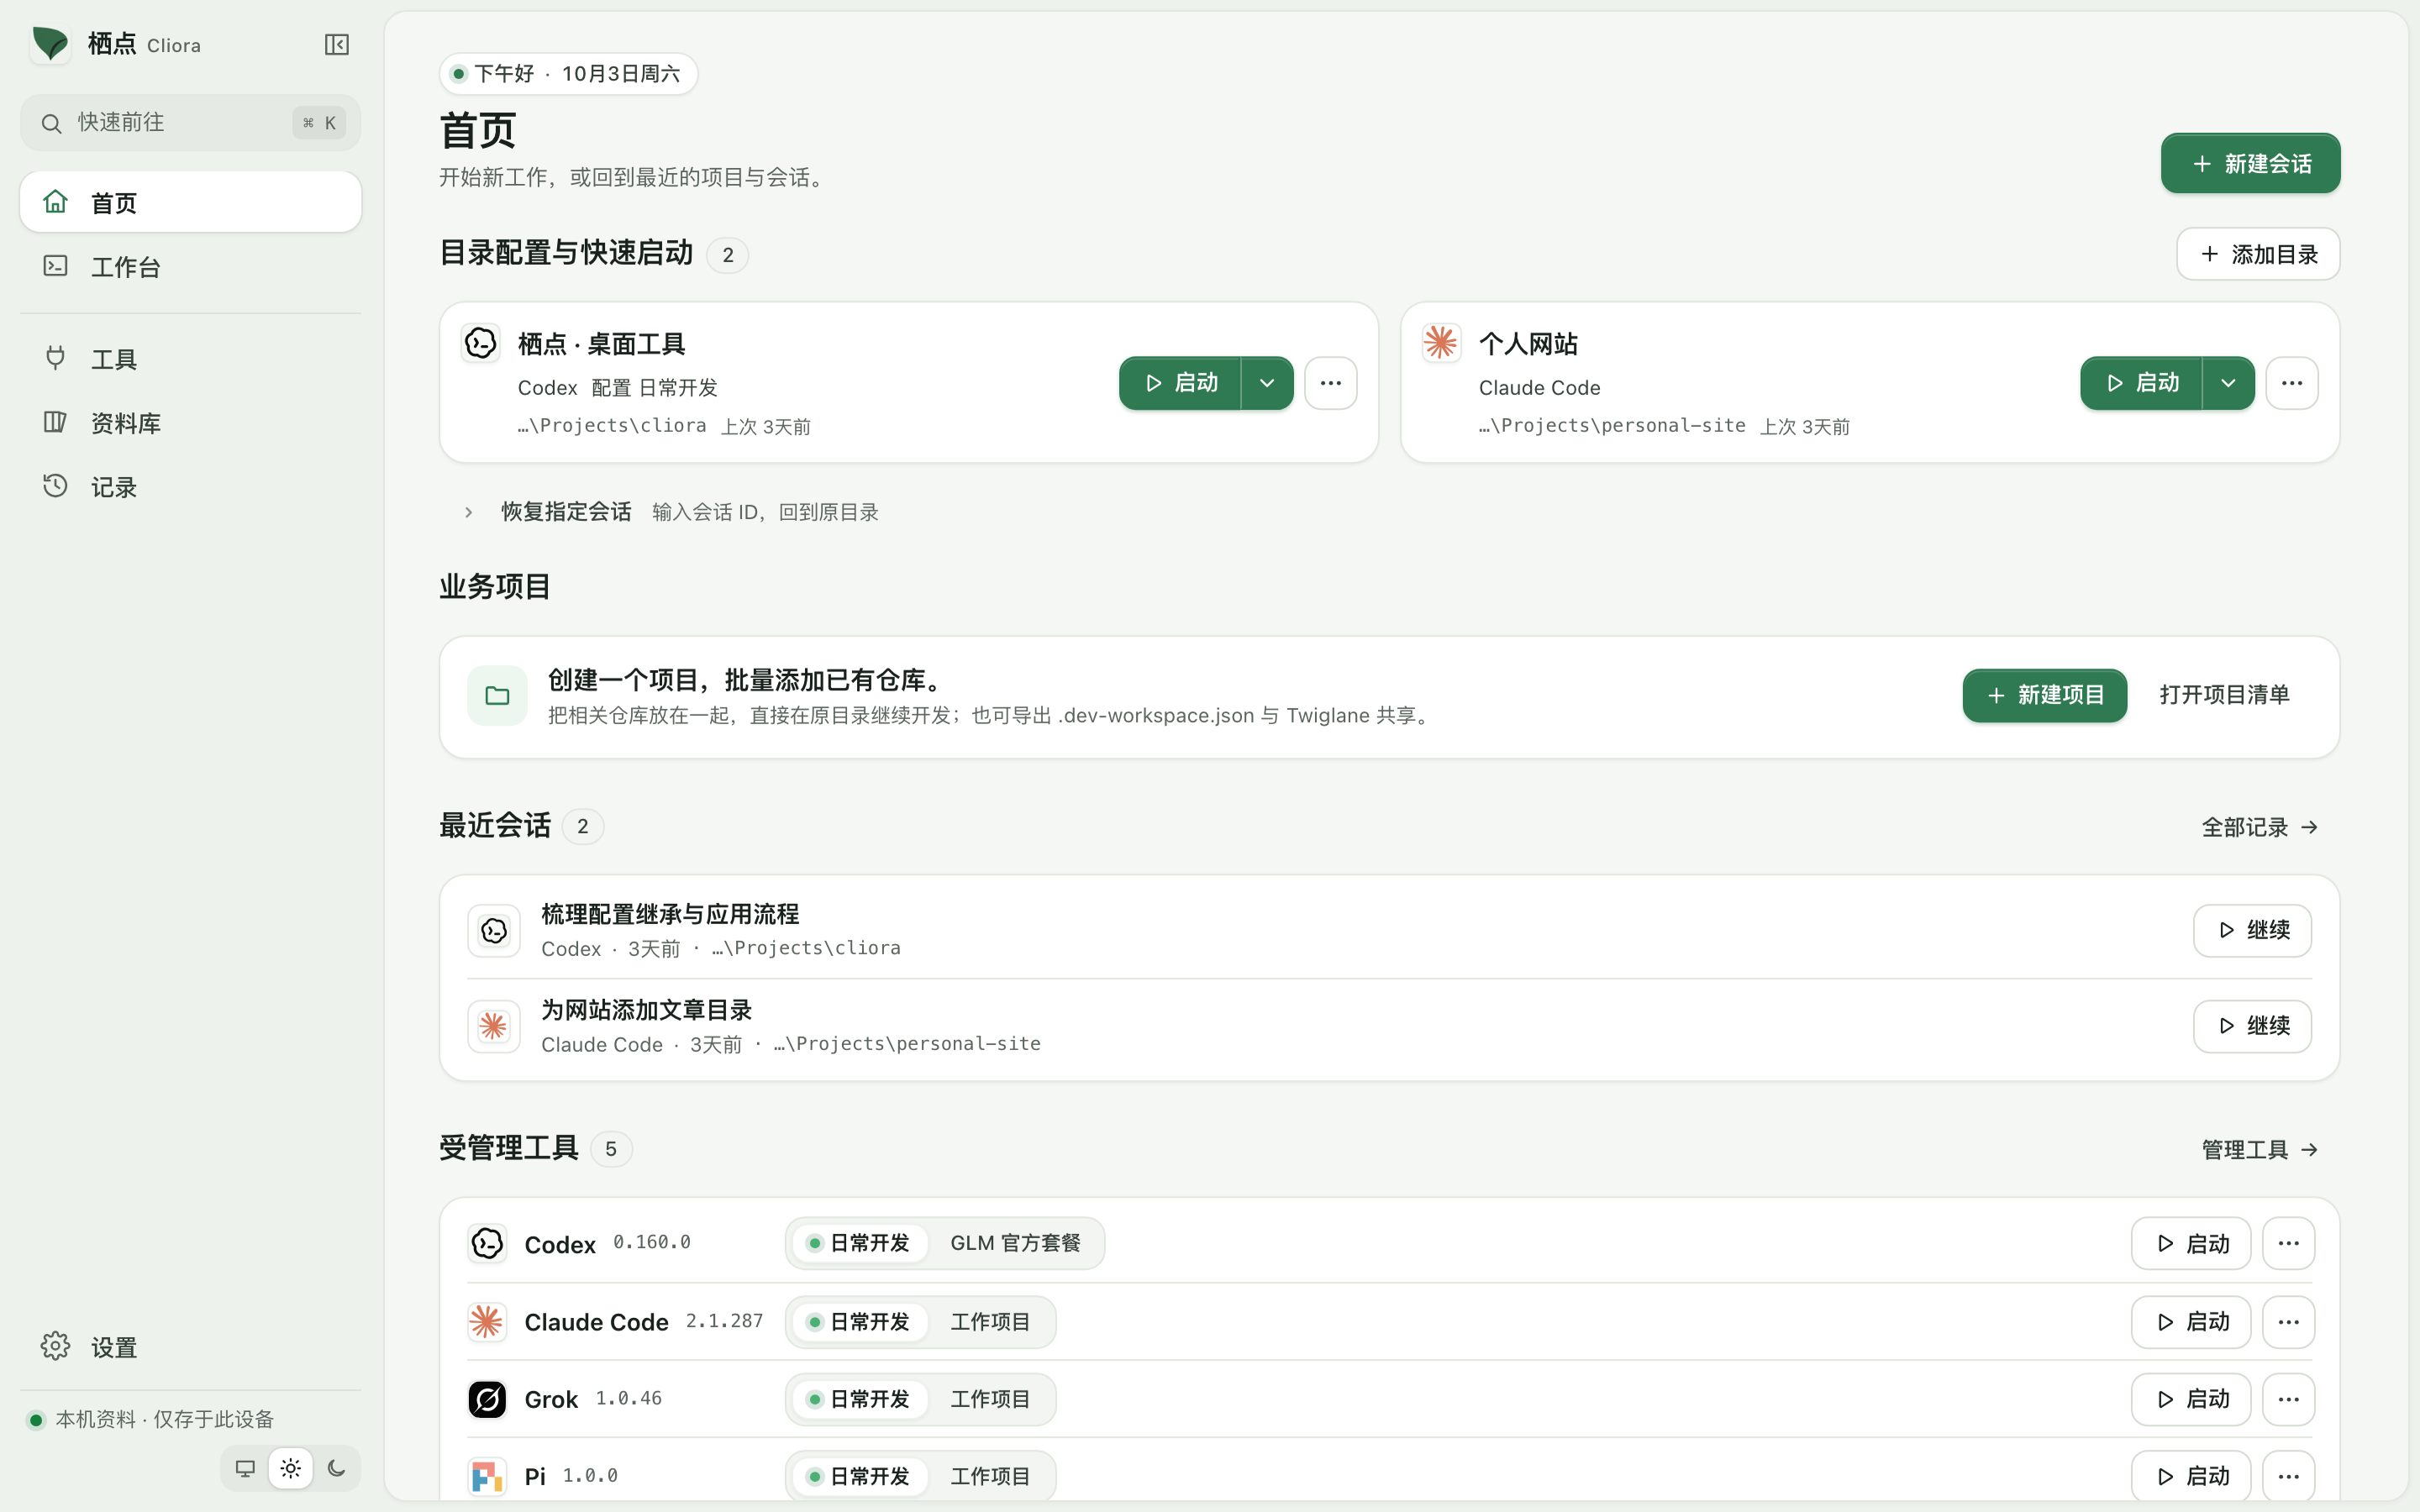 栖点 Cliora
快速前往 ⌘ K
首页
工作台
工具
资料库
记录
设置
本机资料 · 仅存于此设备
下午好 · 10月3日周六
首页
开始新工作，或回到最近的项目与会话。
+ 新建会话
目录配置与快速启动 2
+ 添加目录
栖点 · 桌面工具
Codex 配置 日常开发
…\Projects\cliora 上次 3天前
启动
个人网站
Claude Code
…\Projects\personal-site 上次 3天前
启动
恢复指定会话 输入会话 ID，回到原目录
业务项目
创建一个项目，批量添加已有仓库。
把相关仓库放在一起，直接在原目录继续开发；也可导出 .dev-workspace.json 与 Twiglane 共享。
+ 新建项目 打开项目清单
最近会话 2
全部记录 →
梳理配置继承与应用流程
Codex · 3天前 · …\Projects\cliora
继续
为网站添加文章目录
Claude Code · 3天前 · …\Projects\personal-site
继续
受管理工具 5
管理工具 →
Codex 0.160.0 日常开发 GLM 官方套餐 启动
Claude Code 2.1.287 日常开发 工作项目 启动
Grok 1.0.46 日常开发 工作项目 启动
Pi 1.0.0 日常开发 工作项目 启动